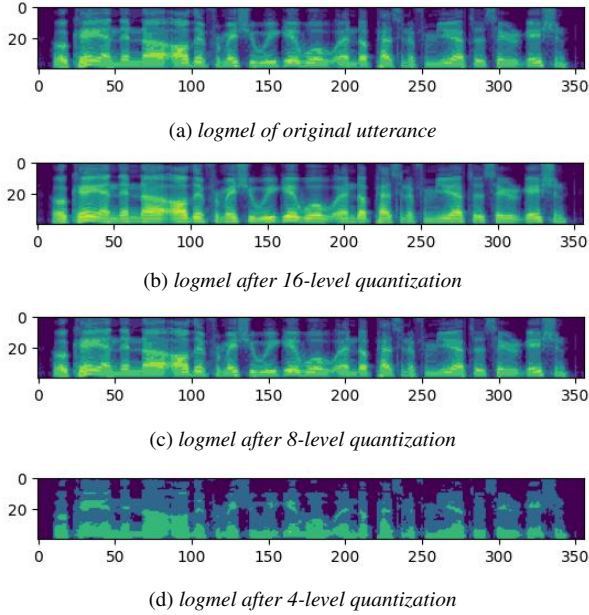 0
20
0 50 100 150 200 250 300 350
(a) logmel of original utterance
0
20
0 50 100 150 200 250 300 350
(b) logmel after 16-level quantization
0
20
0 50 100 150 200 250 300 350
(c) logmel after 8-level quantization
0
20
0 50 100 150 200 250 300 350
(d) logmel after 4-level quantization